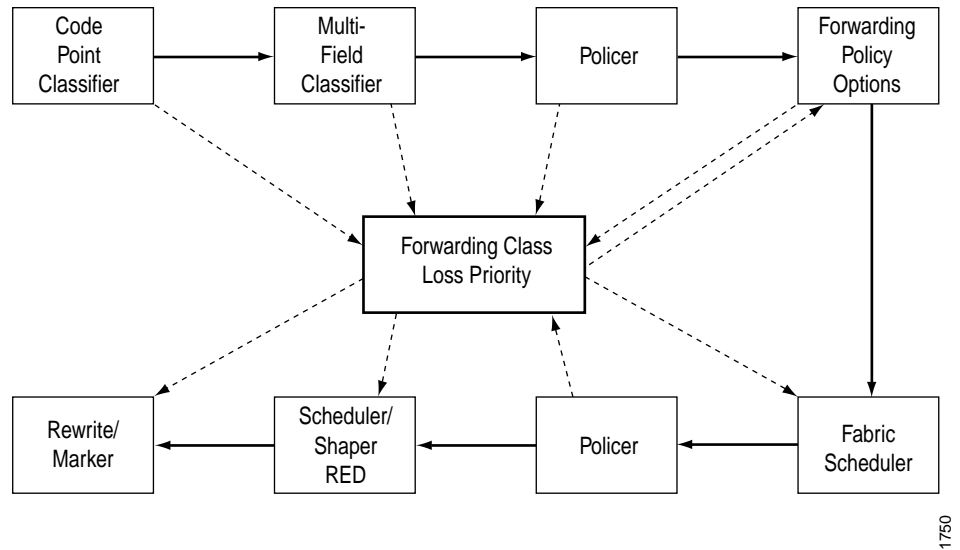 Code
Point
Classifier
Multi-
Field
Classifier
Policer
Forwarding
Policy
Options
Forwarding Class
Loss Priority
Rewrite/
Marker
Scheduler/
Shaper
RED
Policer
Fabric
Scheduler
1750